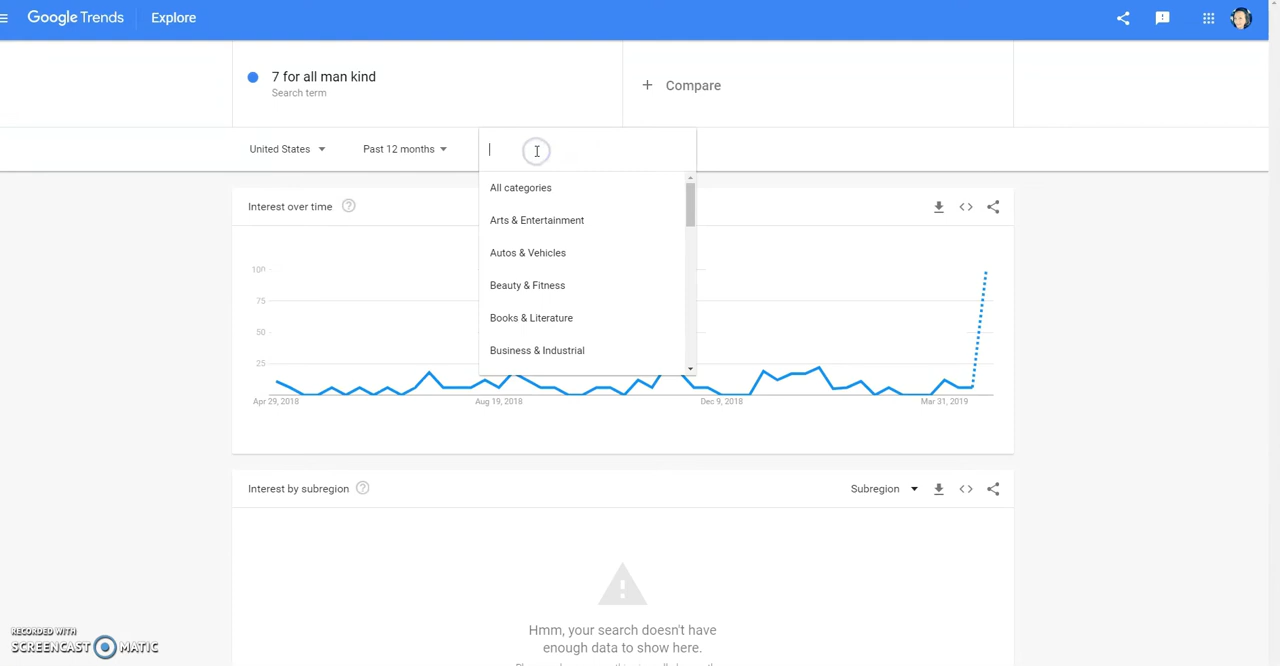 Google Trends
Explore
7 for all man kind
Search term
+ Compare
United States
Past 12 months
All categories
Arts & Entertainment
Autos & Vehicles
Beauty & Fitness
Books & Literature
Business & Industrial
Interest over time
100
75
50
25
Apr 29, 2018
Aug 19, 2018
Dec 9, 2018
Mar 31, 2019
Interest by subregion
Subregion
Hmm, your search doesn't have
enough data to show here.
RECORDED WITH
SCREENCAST MATIC